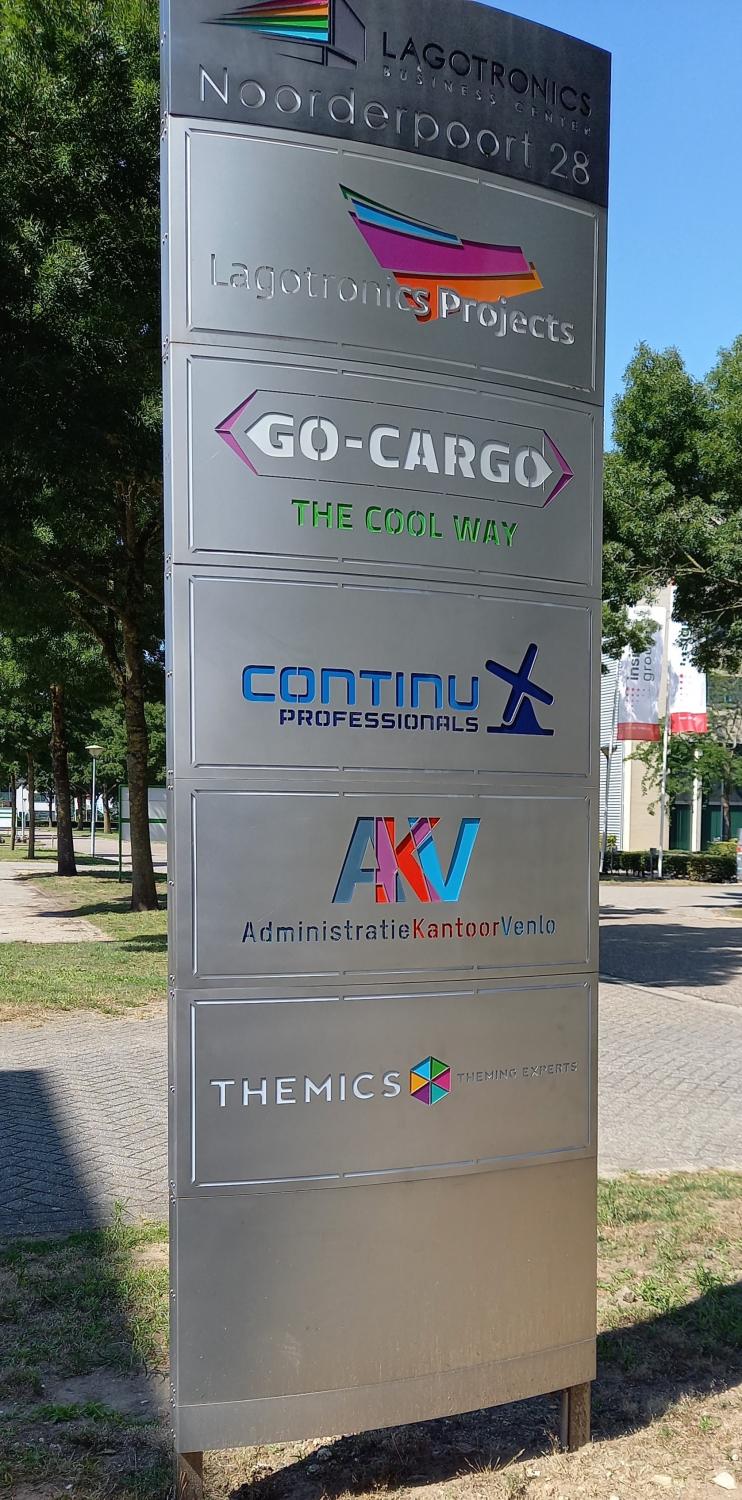 LAGOTRONICS
BUSINESS CENTER
Noorderpoort 28
Lagotronics Projects
GO-CARGO
THE COOL WAY
CONTINU
PROFESSIONALS
AKV
AdministratieKantoorVenlo
THEMICS THEMING EXPERTS